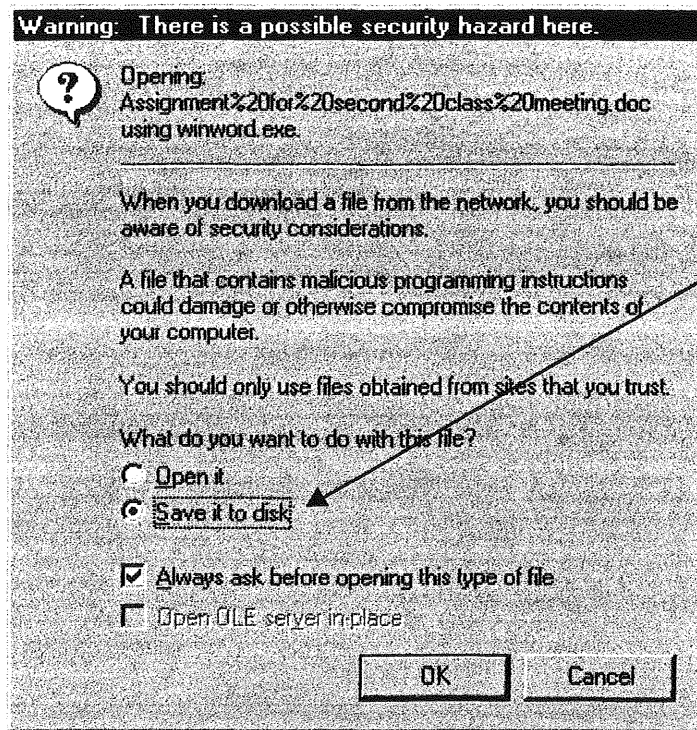 Warning: There is a possible security hazard here.
?
Opening:
Assignment%20for%20second%20class%20meeting.doc
using winword.exe.
When you download a file from the network, you should be
aware of security considerations.
A file that contains malicious programming instructions
could damage or otherwise compromise the contents of
your computer.
You should only use files obtained from sites that you trust.
What do you want to do with this file?
Open it
Save it to disk
Always ask before opening this type of file
Open OLE server in-place
OK Cancel